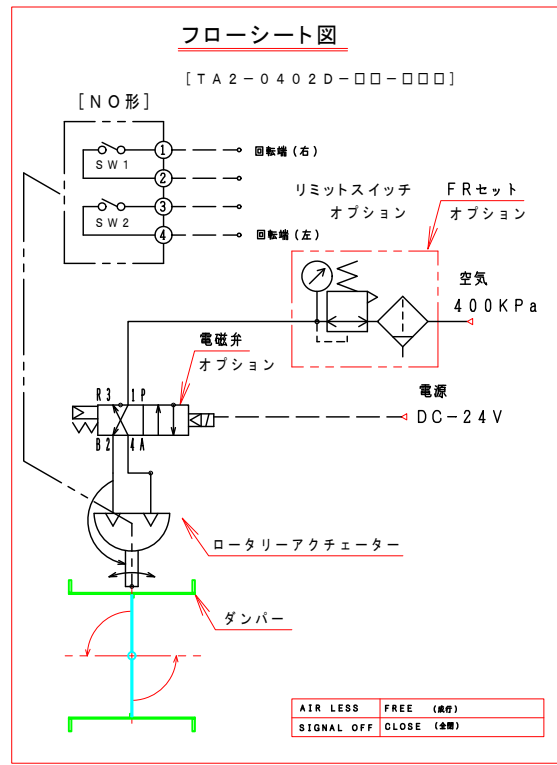 フローシート図
[TA2-0402D-□□-□□□]
[NO形]
SW1
SW2
1
2
3
4
回転端(右)
回転端(左)
リミットスイッチ
オプション
FRセット
オプション
空気
400KPa
電磁弁
オプション
電源
DC-24V
R3 1P
B2 4A
ロータリーアクチェーター
ダンパー
AIR LESS FREE (成行)
SIGNAL OFF CLOSE (全閉)